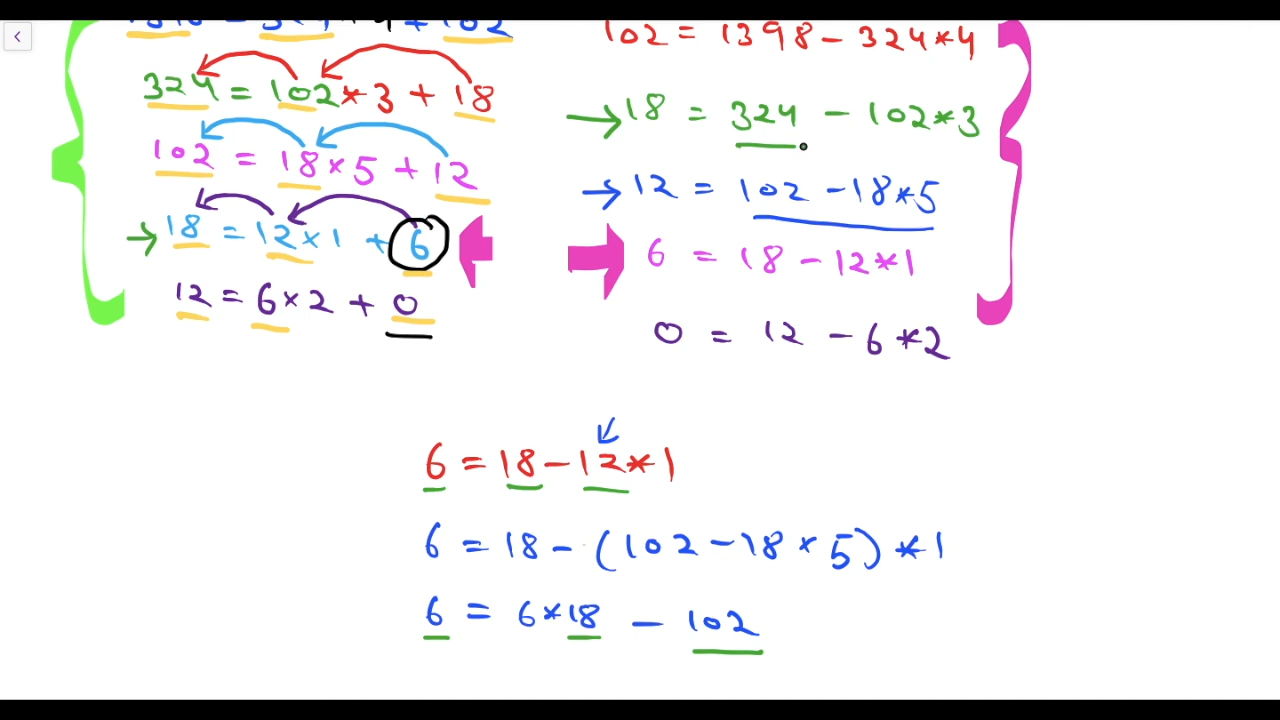 102 = 1398 - 324*4
324 = 102*3 + 18
18 = 324 - 102*3
102 = 18×5 + 12
12 = 102 - 18*5
18 = 12×1 + 6
6 = 18 - 12*1
12 = 6×2 + 0
0 = 12 - 6*2
6 = 18 - 12*1
6 = 18 - (102 - 18×5)*1
6 = 6*18 - 102